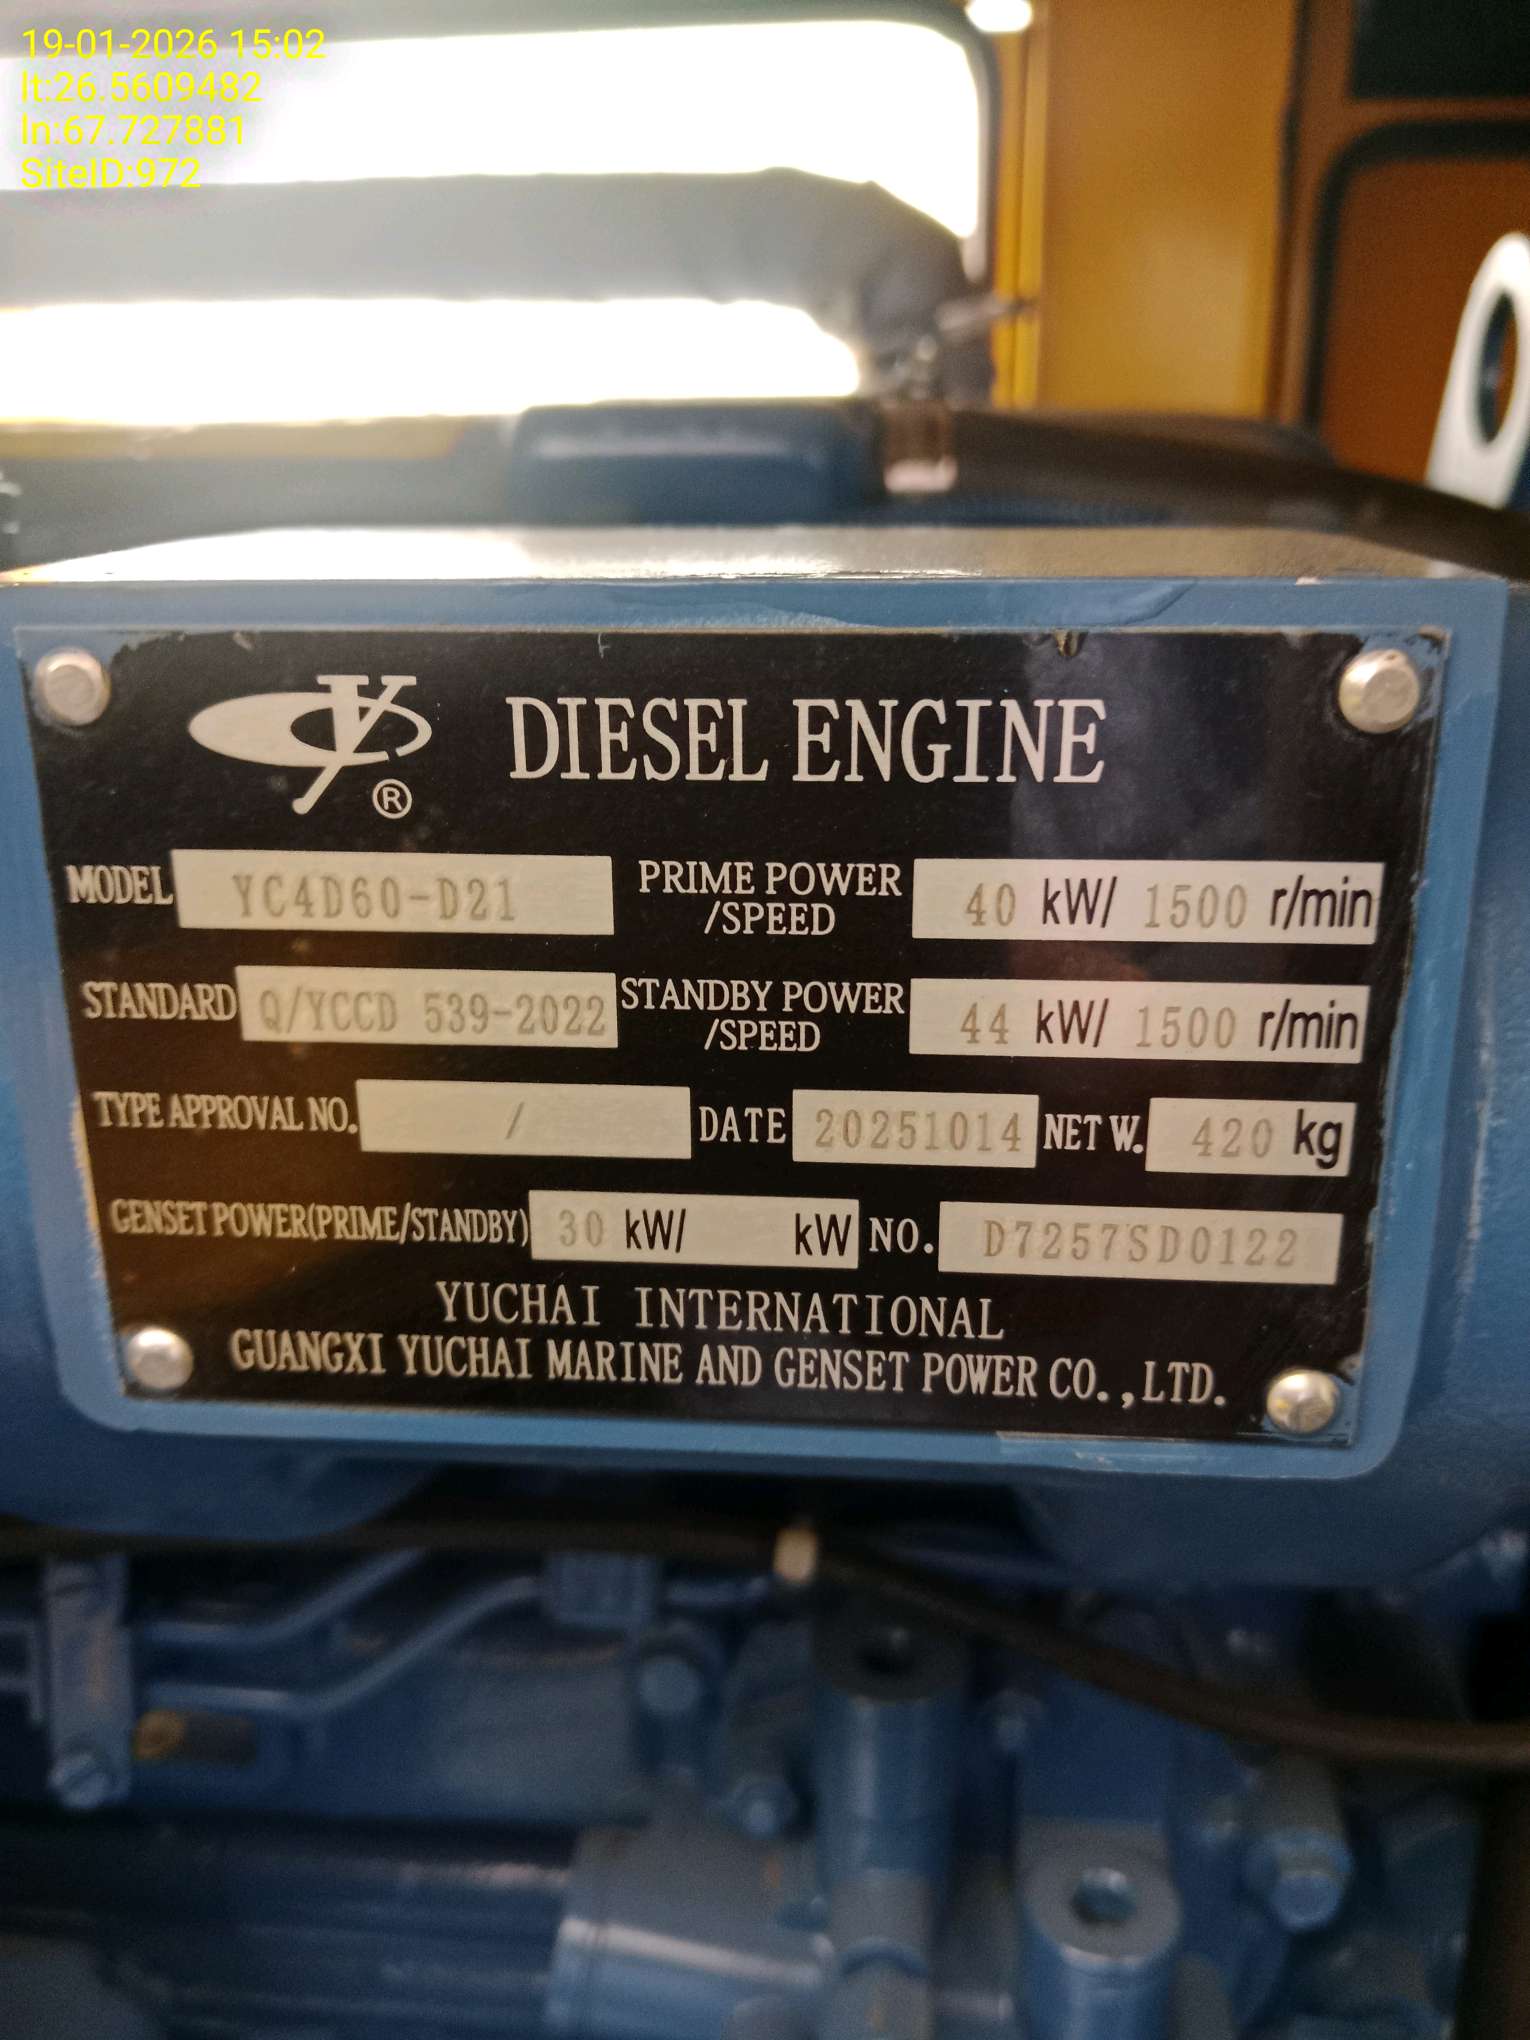 19-01-2026 15:02
lt:26.5609482
ln:67.727881
SiteID:972
Y
®
DIESEL ENGINE
MODEL YC4D60-D21 PRIME POWER /SPEED 40 kW/ 1500 r/min
STANDARD Q/YCCD 539-2022 STANDBY POWER /SPEED 44 kW/ 1500 r/min
TYPE APPROVAL NO. / DATE 20251014 NET W. 420 kg
GENSET POWER(PRIME/STANDBY) 30 kW/ kW NO. D7257SD0122
YUCHAI INTERNATIONAL
GUANGXI YUCHAI MARINE AND GENSET POWER CO.,LTD.